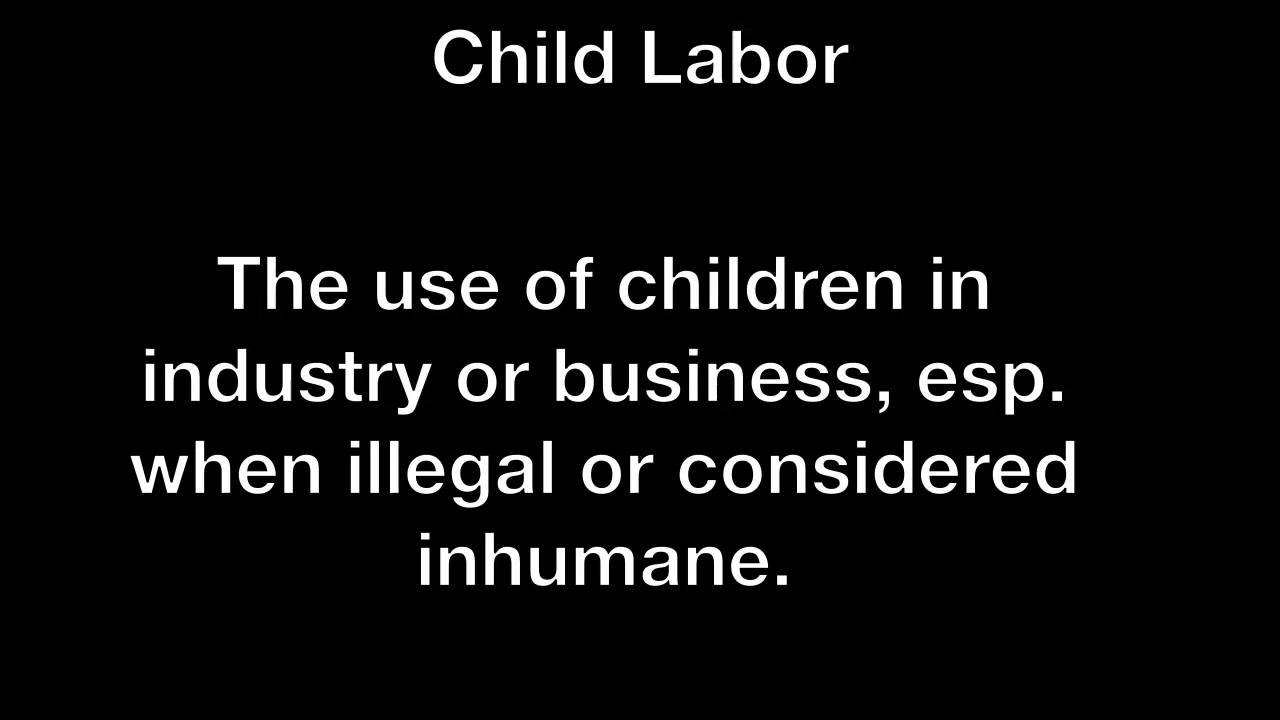 Child Labor
The use of children in
industry or business, esp.
when illegal or considered
inhumane.